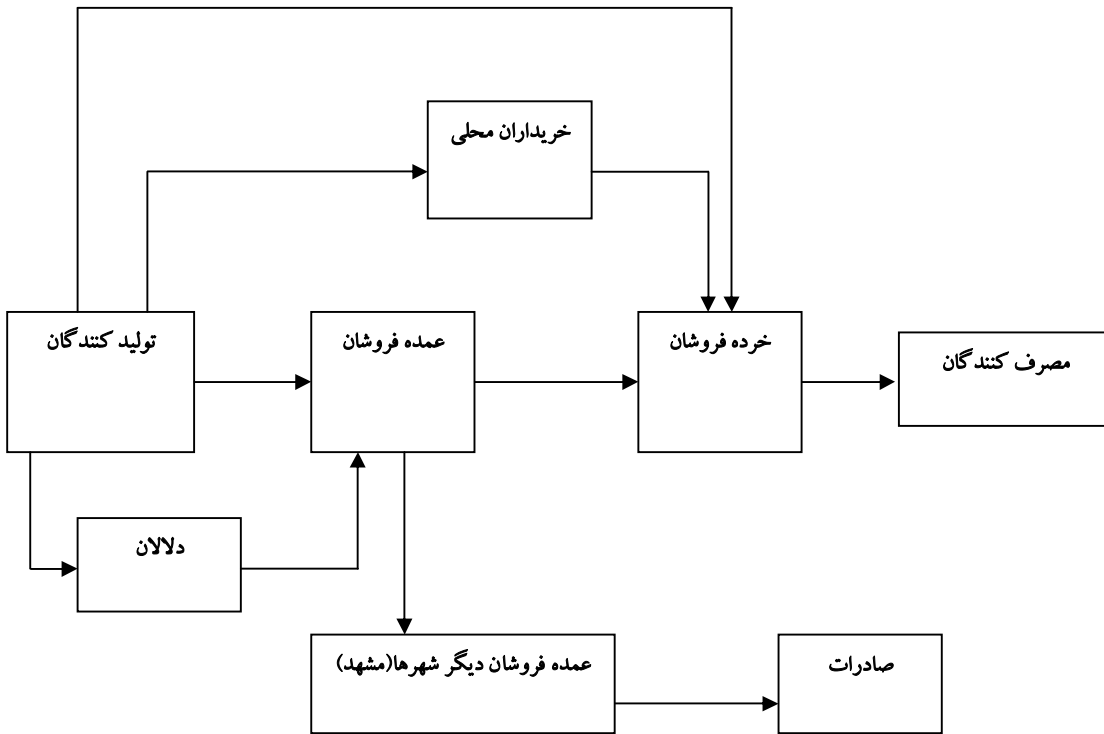 خریداران محلی
تولید کنندگان
عمده فروشان
خرده فروشان
مصرف کنندگان
دلالان
عمده فروشان دیگر شهرها(مشهد)
صادرات